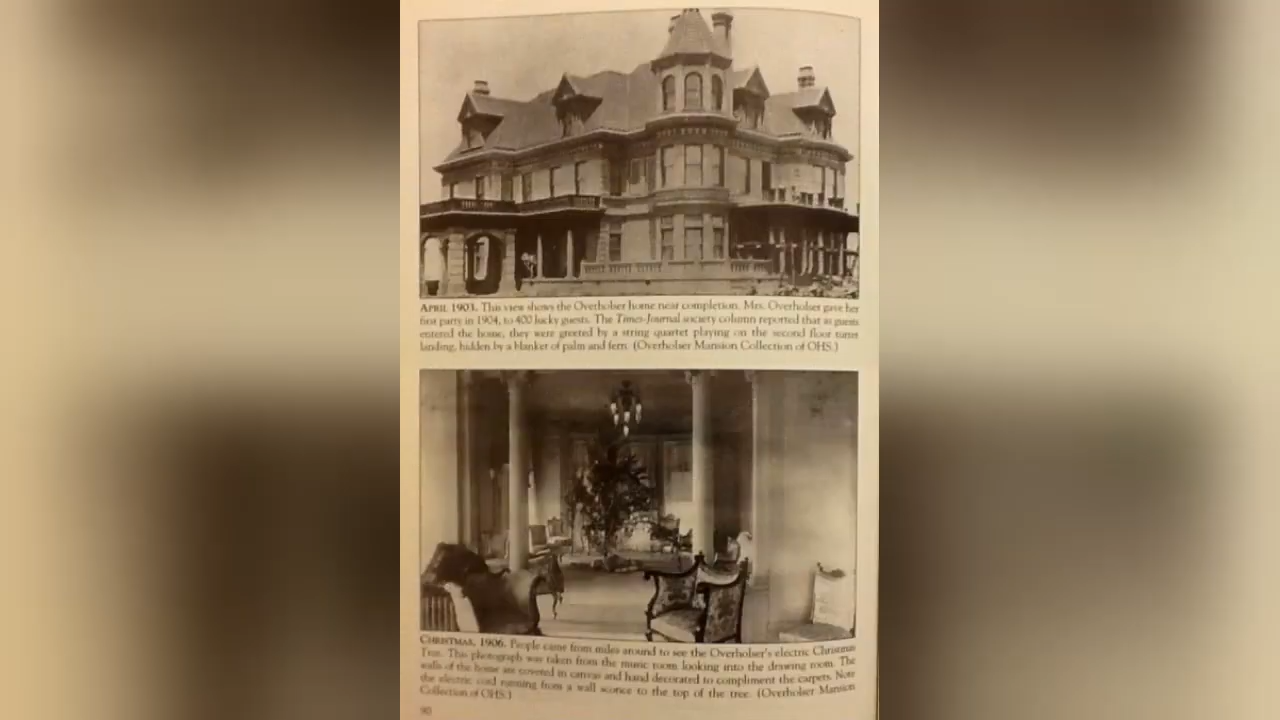 APRIL 1903. This view shows the Overholser home near completion. Mrs. Overholser gave her
first party in 1904, to 400 lucky guests. The Times-Journal society column reported that as guests
entered the home, they were greeted by a string quartet playing on the second floor turret
landing, hidden by a blanket of palm and fern. (Overholser Mansion Collection of OHS.)
CHRISTMAS, 1906. People came from miles around to see the Overholser's electric Christmas
Tree. This photograph was taken from the music room looking into the drawing room. The
walls of the home are covered in canvas and hand decorated to compliment the carpets. Note
the electric cord running from a wall sconce to the top of the tree. (Overholser Mansion
Collection of OHS.)
90